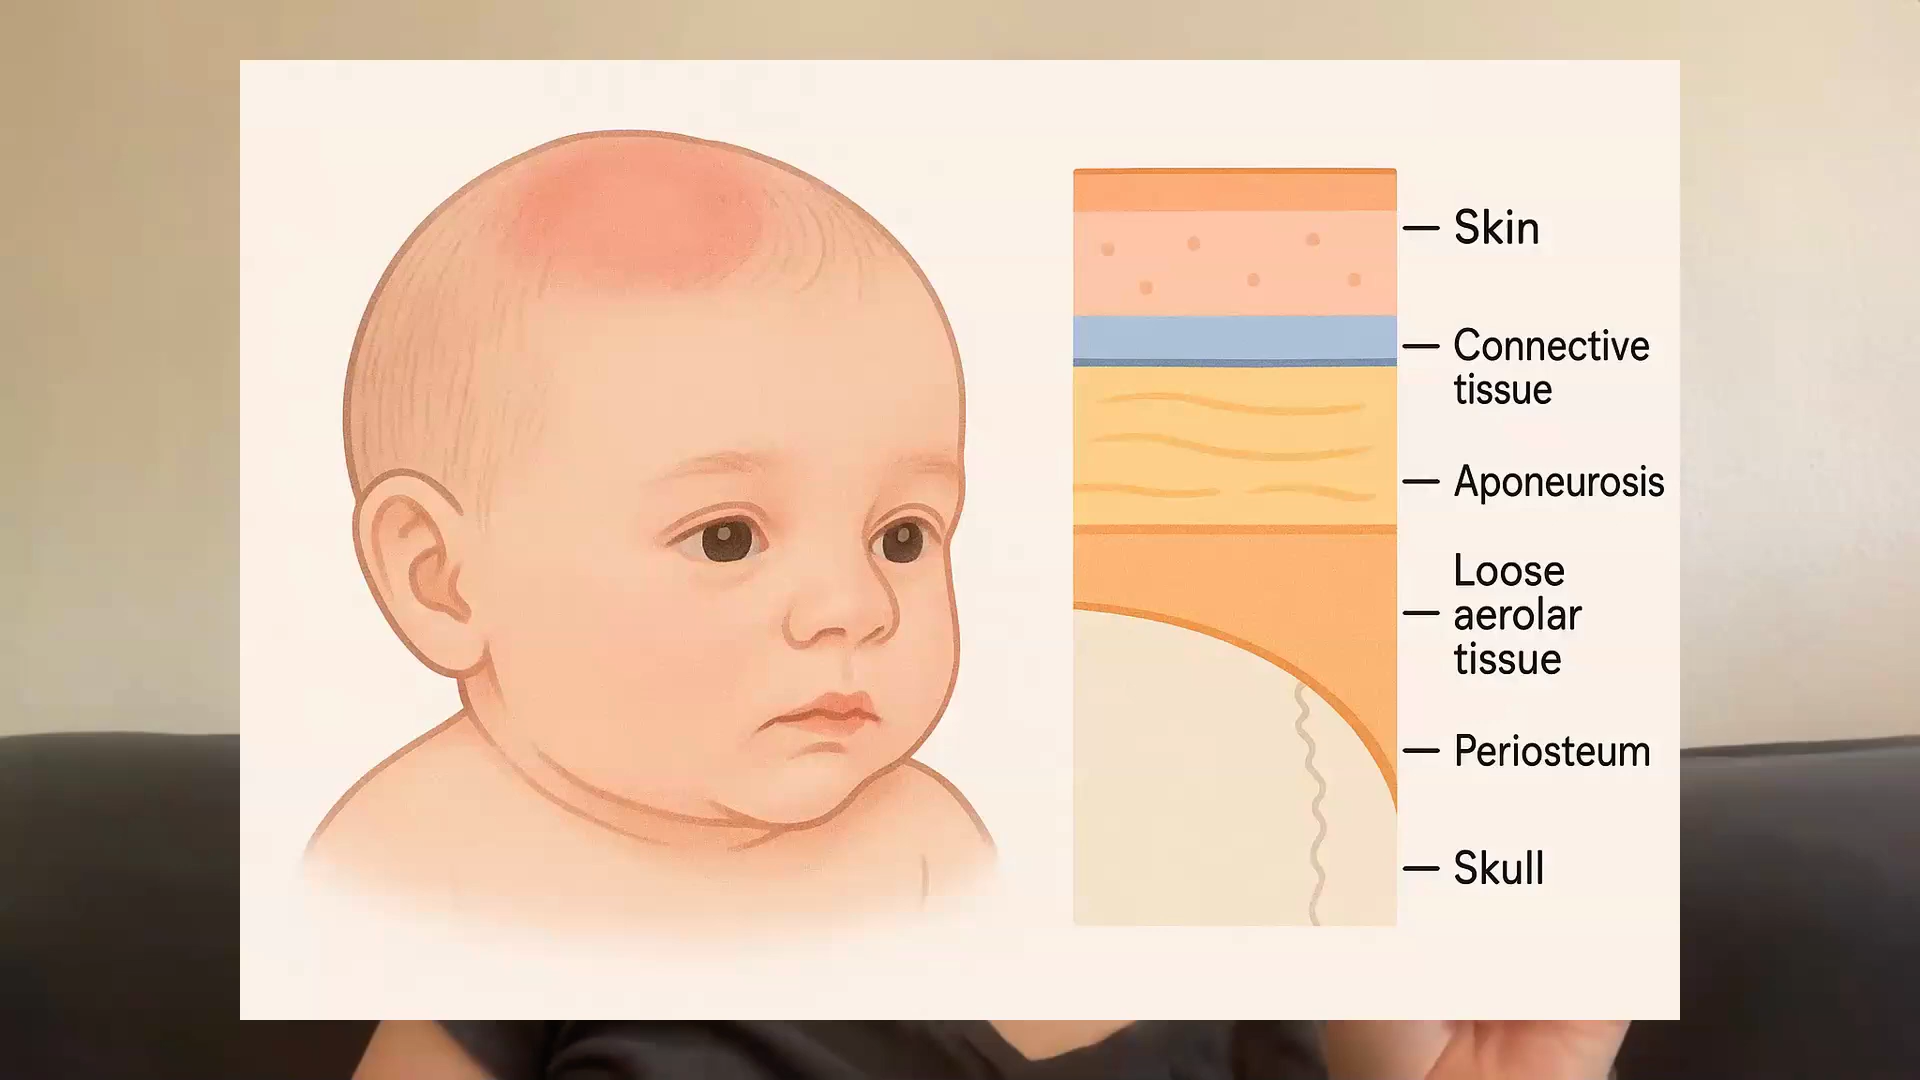 Skin
Connective
tissue
Aponeurosis
Loose
aerolar
tissue
Periosteum
Skull